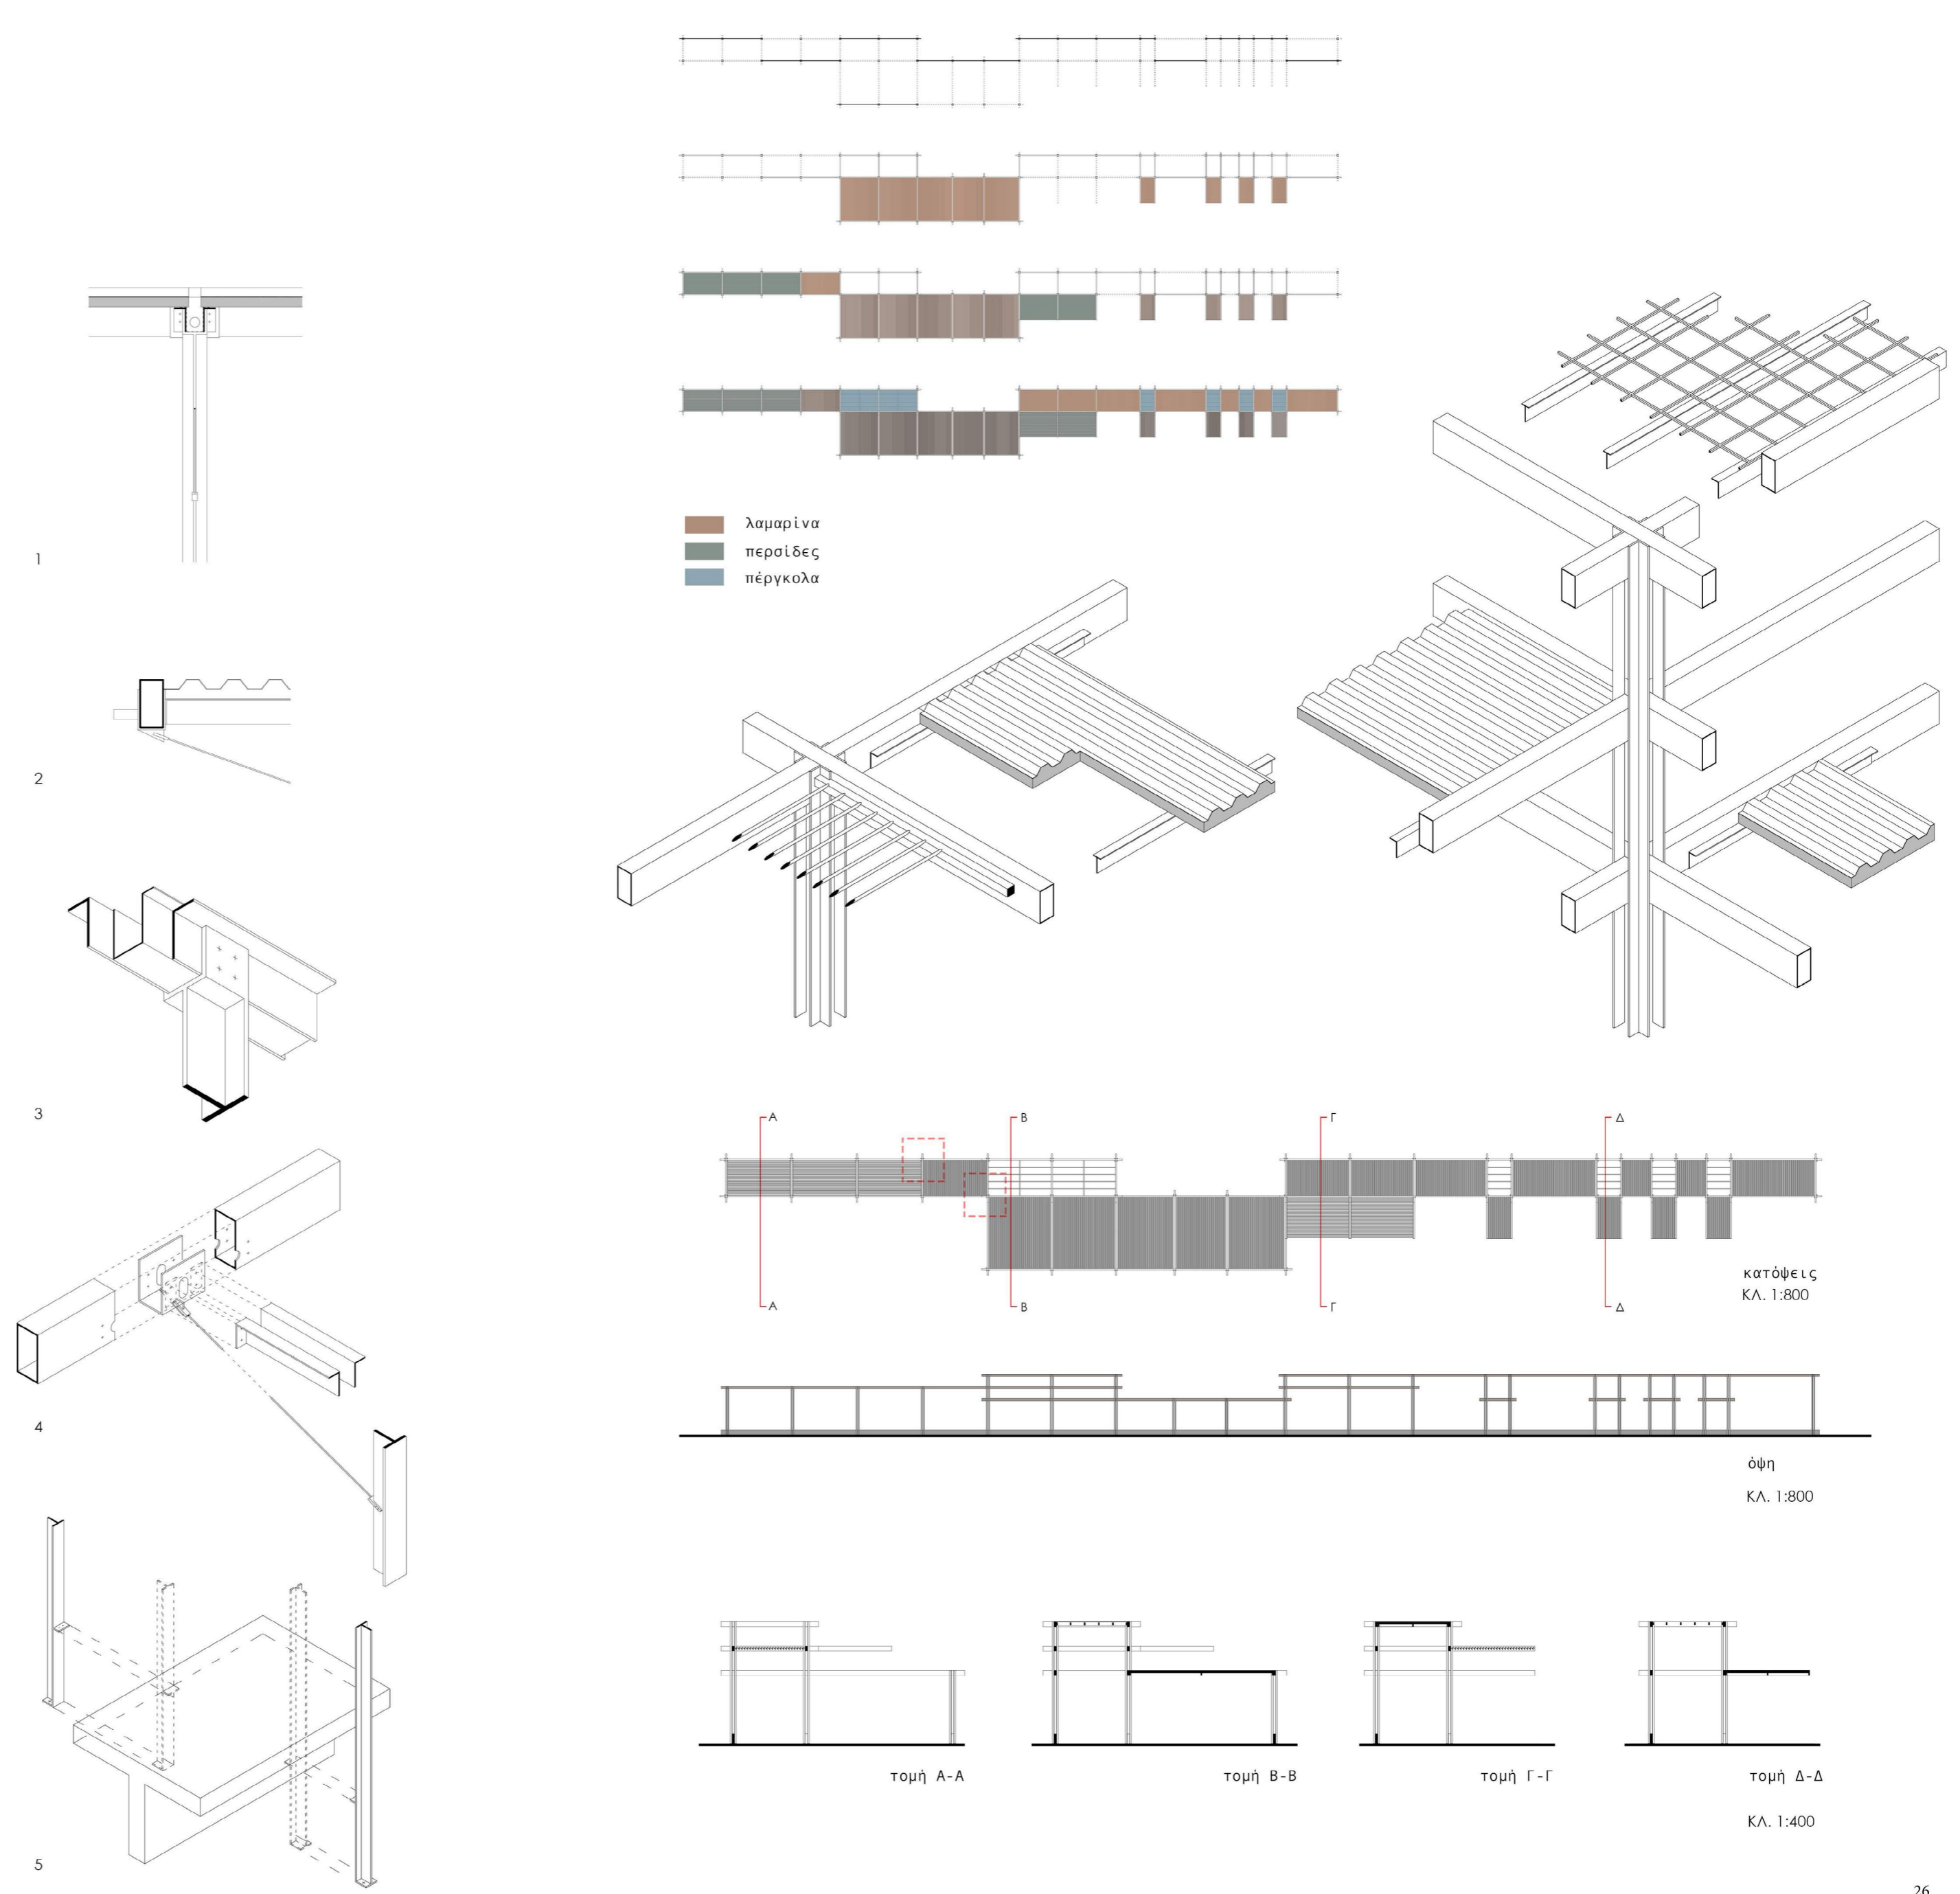 1
2
3
4
5
λαμαρίνα
περσίδες
πέργκολα
Α
Β
Γ
Δ
Α
Β
Γ
Δ
κατόψεις
ΚΛ. 1:800
όψη
ΚΛ. 1:800
τομή Α-Α
τομή Β-Β
τομή Γ-Γ
τομή Δ-Δ
ΚΛ. 1:400
26